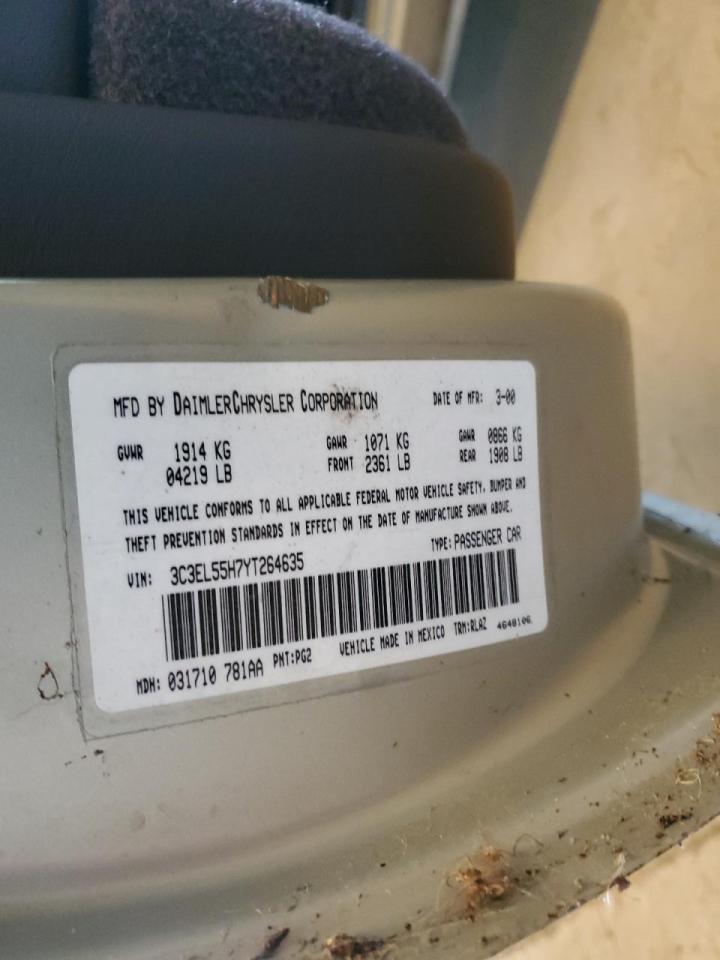 MFD BY DAIMLERCHRYSLER CORPORATION DATE OF MFR: 3-00
GVWR 1914 KG GAWR 1071 KG GAWR 0866 KG
04219 LB FRONT 2361 LB REAR 1908 LB
THIS VEHICLE CONFORMS TO ALL APPLICABLE FEDERAL MOTOR VEHICLE SAFETY, BUMPER AND
THEFT PREVENTION STANDARDS IN EFFECT ON THE DATE OF MANUFACTURE SHOWN ABOVE.
VIN: 3C3EL55H7YT264635 TYPE: PASSENGER CAR
MDH: 031710 781AA PNT:PG2 VEHICLE MADE IN MEXICO TRM:RLAZ 4648106